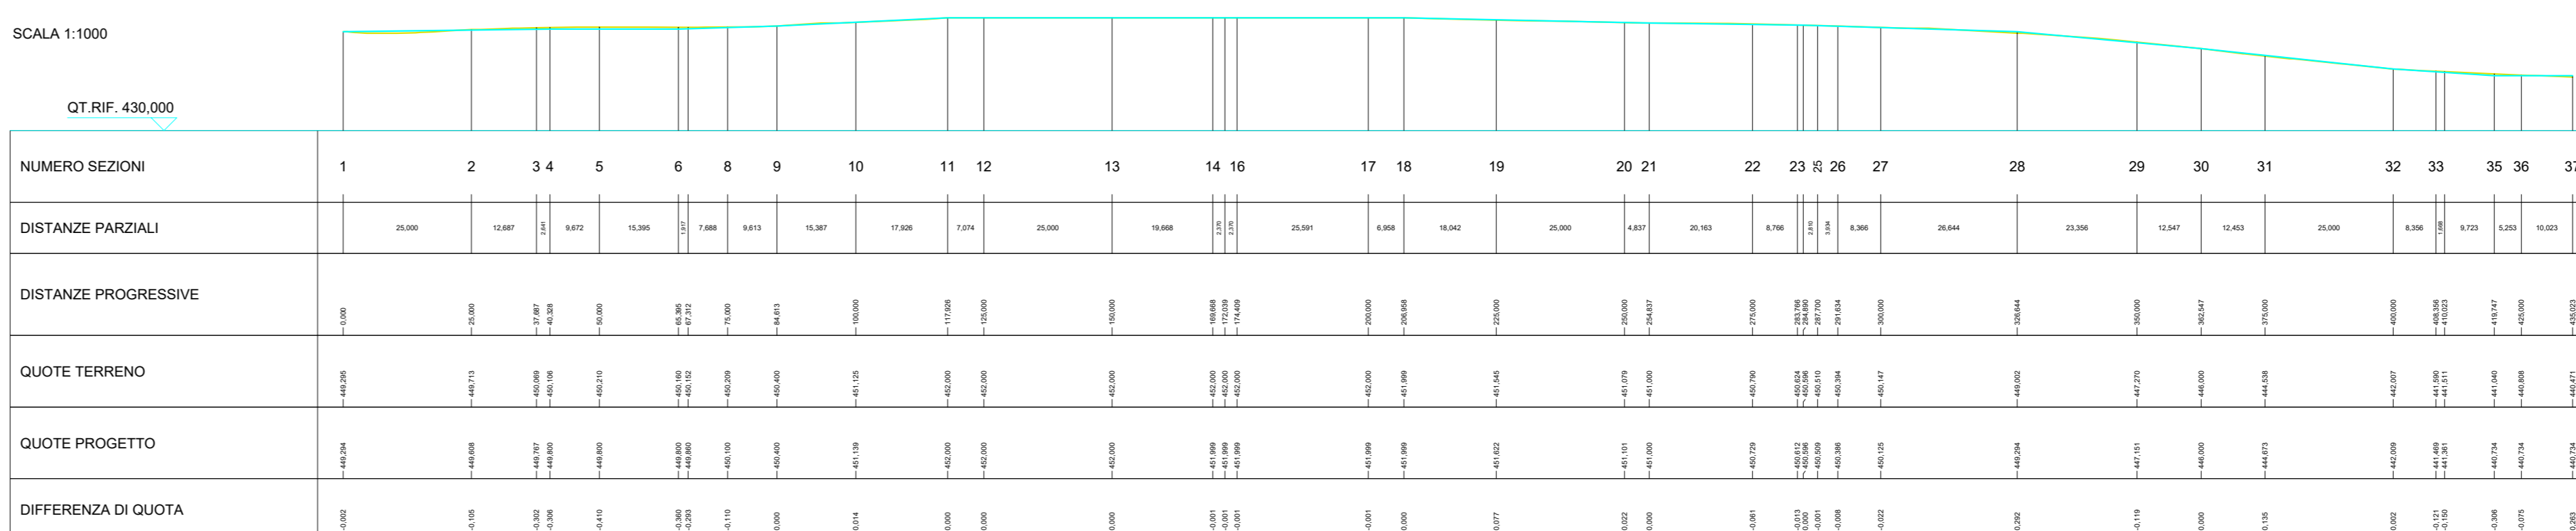 SCALA 1:1000
QT.RIF. 430,000
NUMERO SEZIONI 1 2 3 4 5 6 8 9 10 11 12 13 14 16 17 18 19 20 21 22 23 25 26 27 28 29 30 31 32 33 35 36 37
DISTANZE PARZIALI 25,000 12,687 2,641 9,672 15,395 1,917 7,688 9,613 15,387 17,926 7,074 25,000 19,668 2,370 2,370 25,591 6,958 18,042 25,000 4,837 20,163 8,766 2,810 3,934 8,366 26,644 23,356 12,547 12,453 25,000 8,356 1,668 9,723 5,253 10,023
DISTANZE PROGRESSIVE 0,000 25,000 37,687 40,328 50,000 65,395 67,312 75,000 84,613 100,000 117,926 125,000 150,000 169,668 172,039 174,409 200,000 206,958 225,000 250,000 254,837 275,000 283,766 284,890 287,700 291,634 300,000 326,644 350,000 362,547 375,000 400,000 408,356 410,023 419,747 425,000 435,023
QUOTE TERRENO 449,295 449,713 450,069 450,106 450,210 450,160 450,152 450,209 450,400 451,125 452,000 452,000 452,000 452,000 452,000 452,000 452,000 451,999 451,545 451,079 451,000 450,790 450,624 450,596 450,510 450,394 450,147 449,002 447,270 446,000 444,538 442,007 441,590 441,511 441,040 440,808 440,471
QUOTE PROGETTO 449,294 449,608 449,767 449,800 449,800 449,800 449,860 450,100 450,400 451,139 452,000 452,000 452,000 451,999 451,999 451,999 451,999 451,999 451,622 451,101 451,000 450,729 450,612 450,596 450,509 450,386 450,125 449,294 447,151 446,000 444,673 442,009 441,469 441,361 440,734 440,734 440,734
DIFFERENZA DI QUOTA -0,002 -0,105 -0,302 -0,306 -0,410 -0,360 -0,293 -0,110 0,000 0,014 0,000 0,000 0,000 -0,001 -0,001 -0,001 -0,001 0,000 0,077 0,022 0,000 -0,061 -0,013 0,000 -0,001 -0,008 -0,022 0,292 -0,119 0,000 0,135 0,002 -0,121 -0,150 -0,306 -0,075 0,263